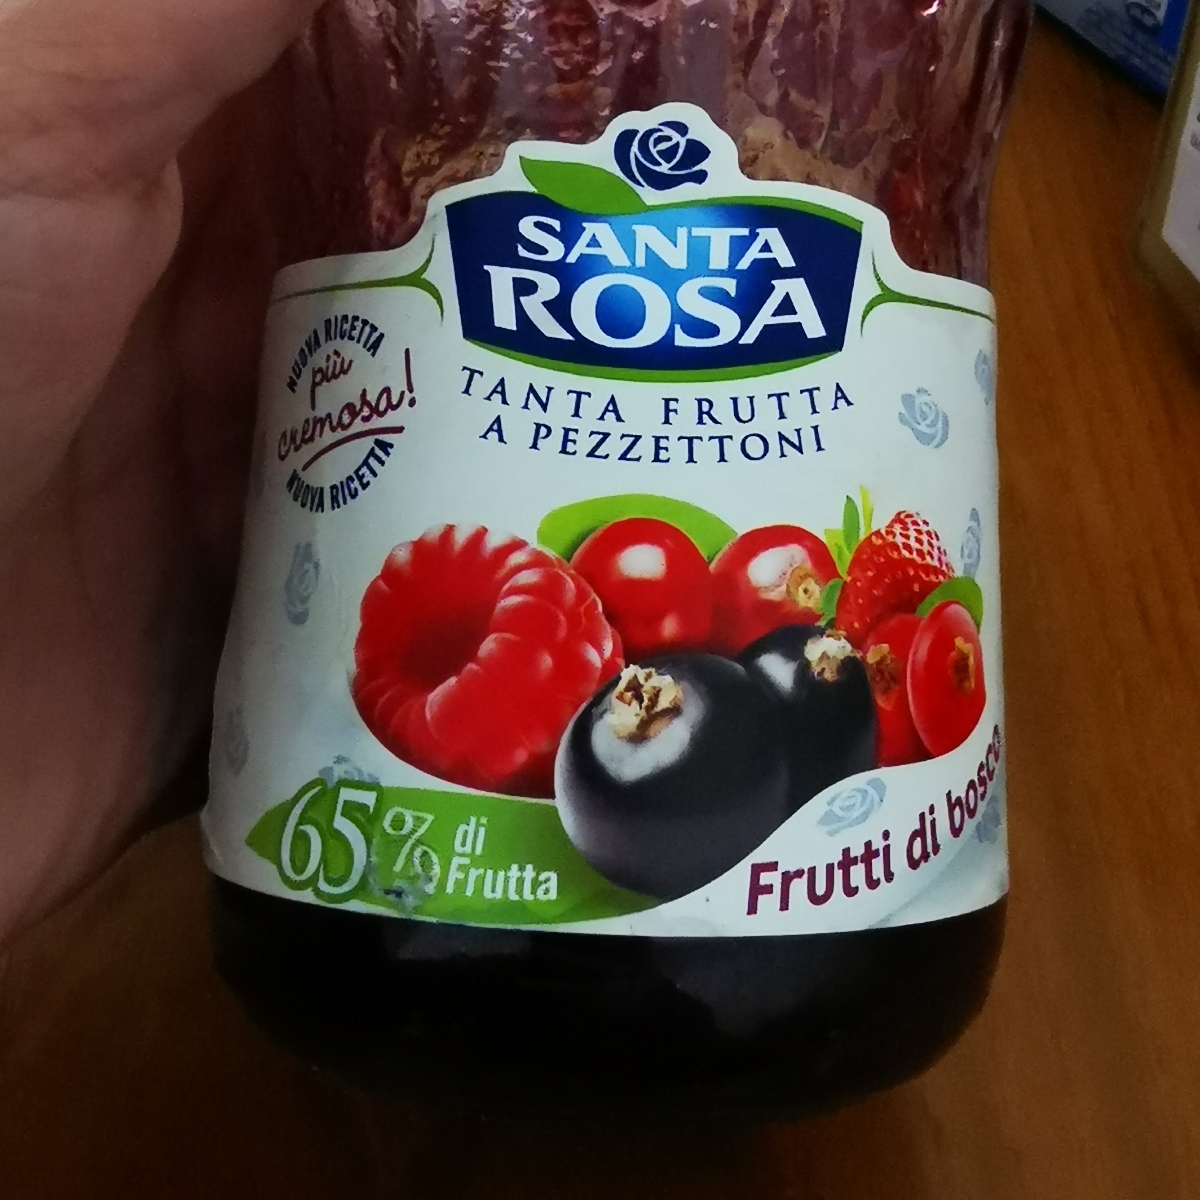 SANTA
ROSA
NUOVA RICETTA
più
cremosa!
NUOVA RICETTA
TANTA FRUTTA
A PEZZETTONI
65% di
Frutta
Frutti di bosco